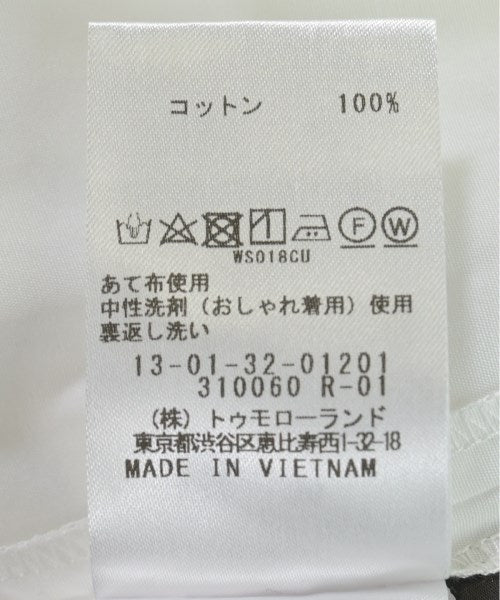 コットン 100%
F W
WS018CU
あて布使用
中性洗剤（おしゃれ着用）使用
裏返し洗い
13-01-32-01201
310060 R-01
（株）トゥモローランド
東京都渋谷区恵比寿西1-32-18
MADE IN VIETNAM